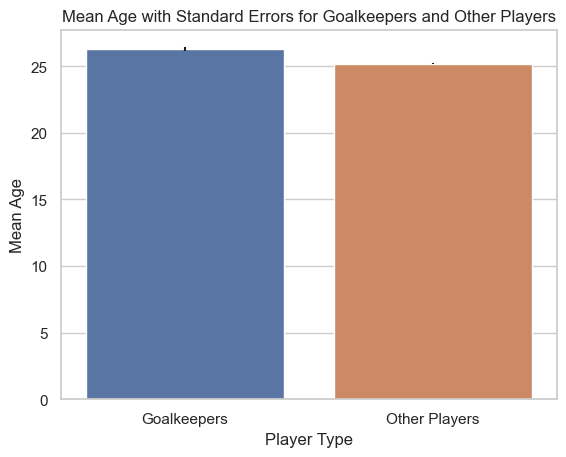 Mean Age with Standard Errors for Goalkeepers and Other Players
Mean Age
25
20
15
10
5
0
Goalkeepers
Other Players
Player Type